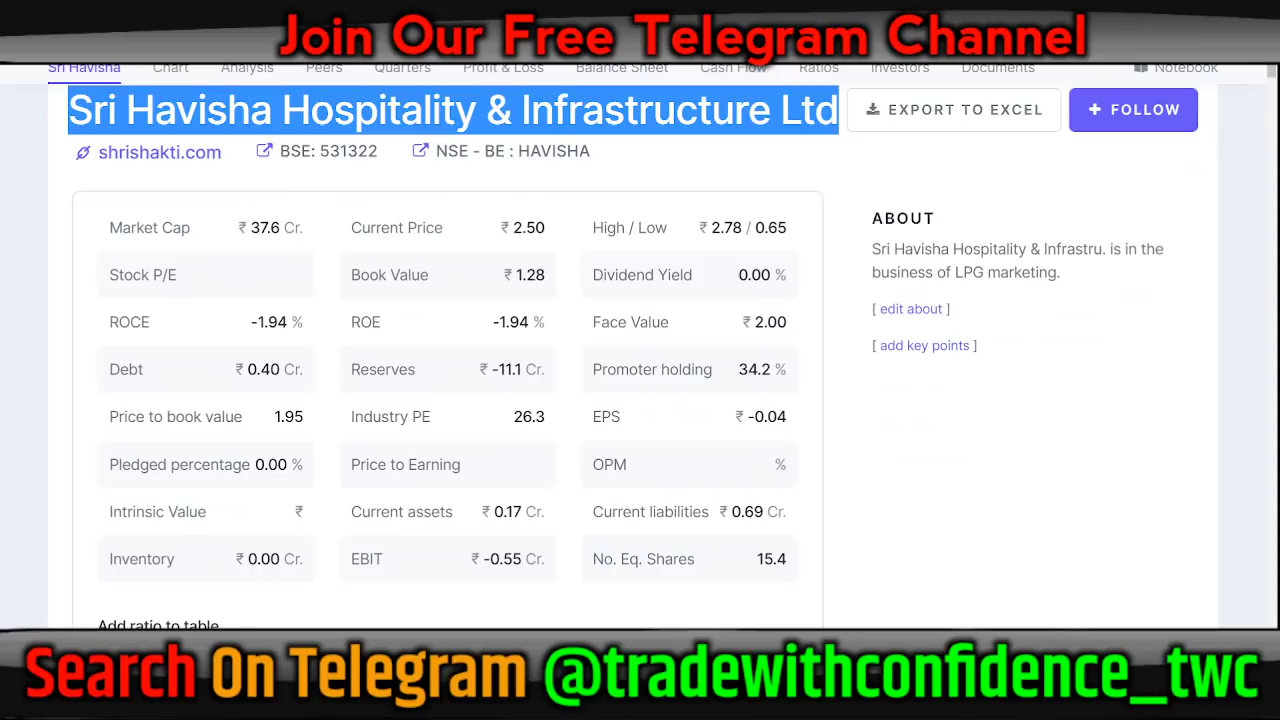 Join Our Free Telegram Channel
Sri Havisha Chart Analysis Peers Quarters Profit & Loss Balance Sheet Cash Flow Ratios Investors Documents Notebook
Sri Havisha Hospitality & Infrastructure Ltd EXPORT TO EXCEL + FOLLOW
shrishakti.com BSE: 531322 NSE - BE : HAVISHA
Market Cap ₹ 37.6 Cr. Current Price ₹ 2.50 High / Low ₹ 2.78 / 0.65
Stock P/E Book Value ₹ 1.28 Dividend Yield 0.00 %
ROCE -1.94 % ROE -1.94 % Face Value ₹ 2.00
Debt ₹ 0.40 Cr. Reserves ₹ -11.1 Cr. Promoter holding 34.2 %
Price to book value 1.95 Industry PE 26.3 EPS ₹ -0.04
Pledged percentage 0.00 % Price to Earning OPM %
Intrinsic Value ₹ Current assets ₹ 0.17 Cr. Current liabilities ₹ 0.69 Cr.
Inventory ₹ 0.00 Cr. EBIT ₹ -0.55 Cr. No. Eq. Shares 15.4
Add ratio to table
ABOUT
Sri Havisha Hospitality & Infrastru. is in the
business of LPG marketing.
[ edit about ]
[ add key points ]
Search On Telegram @tradewithconfidence_twc